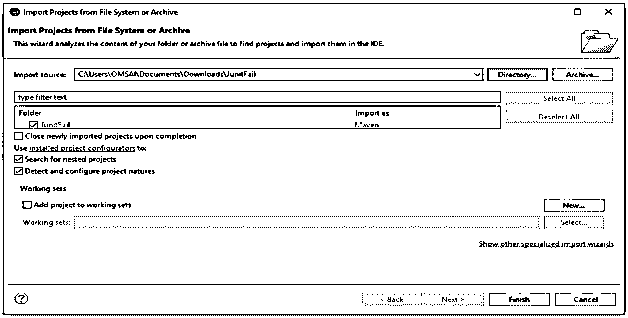 Import Projects from File System or Archive
Import Projects from File System or Archive
This wizard analyzes the content of your folder or archive file to find projects and import them in the IDE.
Import source: C:\Users\OMSAI\Documents\Downloads\JunitFail Directory... Archive...
type filter text Select All
Folder Import as
Maven Deselect All
Close newly imported projects upon completion
Use installed project configurators to:
Search for nested projects
Detect and configure project natures
Working sets
Add project to working sets New...
Working sets: Select...
Show other specialized import wizards
< Back Next > Finish Cancel